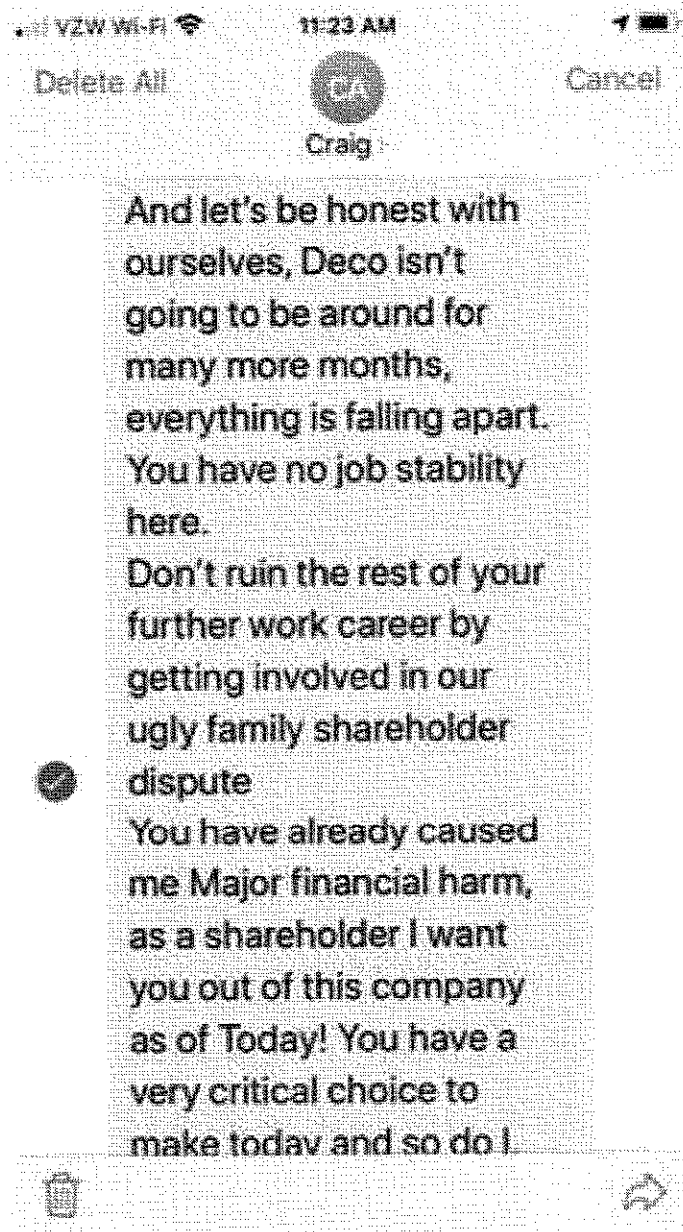 VZW Wi-Fi 11:23 AM
Delete All CA Cancel
Craig
And let's be honest with
ourselves, Deco isn't
going to be around for
many more months,
everything is falling apart.
You have no job stability
here.
Don't ruin the rest of your
further work career by
getting involved in our
ugly family shareholder
dispute
You have already caused
me Major financial harm,
as a shareholder I want
you out of this company
as of Today! You have a
very critical choice to
make today and so do I